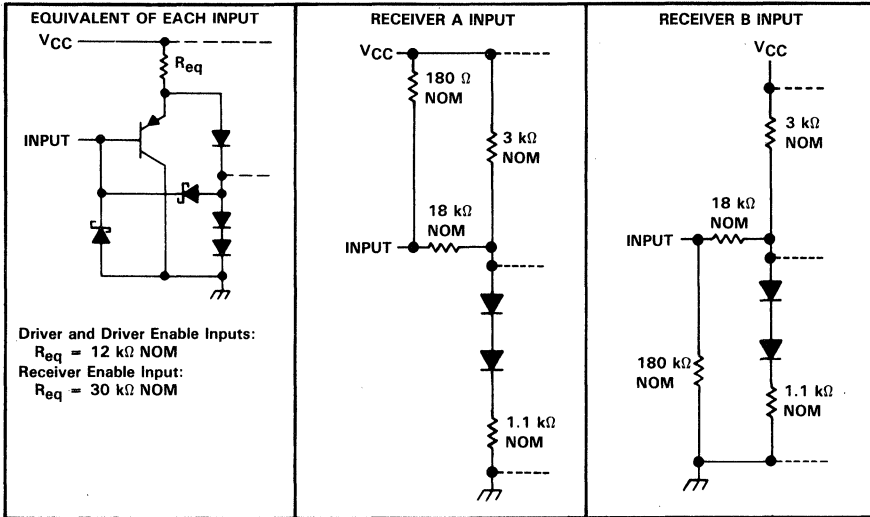 EQUIVALENT OF EACH INPUT
VCC
Req
INPUT
Driver and Driver Enable Inputs:
Req = 12 kΩ NOM
Receiver Enable Input:
Req = 30 kΩ NOM
RECEIVER A INPUT
VCC
180 Ω
NOM
3 kΩ
NOM
18 kΩ
NOM
INPUT
1.1 kΩ
NOM
RECEIVER B INPUT
VCC
3 kΩ
NOM
18 kΩ
NOM
INPUT
180 kΩ
NOM
1.1 kΩ
NOM